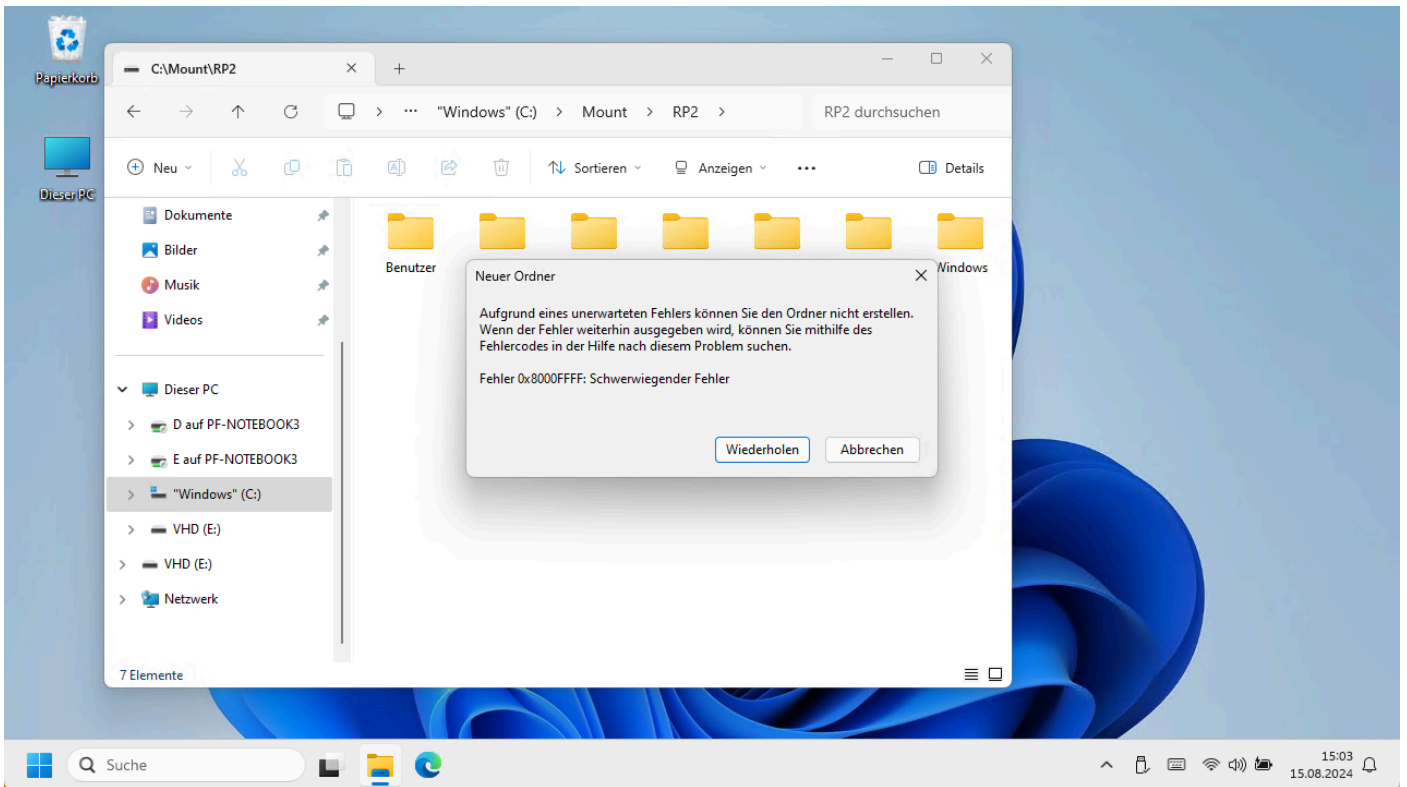 Papierkorb
Dieser PC
C:\Mount\RP2
"Windows" (C:) > Mount > RP2 >
RP2 durchsuchen
Neu
Sortieren
Anzeigen
Details
Dokumente
Bilder
Musik
Videos
Dieser PC
D auf PF-NOTEBOOK3
E auf PF-NOTEBOOK3
"Windows" (C:)
VHD (E:)
VHD (E:)
Netzwerk
Benutzer
Windows
Neuer Ordner
Aufgrund eines unerwarteten Fehlers können Sie den Ordner nicht erstellen.
Wenn der Fehler weiterhin ausgegeben wird, können Sie mithilfe des
Fehlercodes in der Hilfe nach diesem Problem suchen.
Fehler 0x8000FFFF: Schwerwiegender Fehler
Wiederholen
Abbrechen
7 Elemente
Suche
15:03
15.08.2024